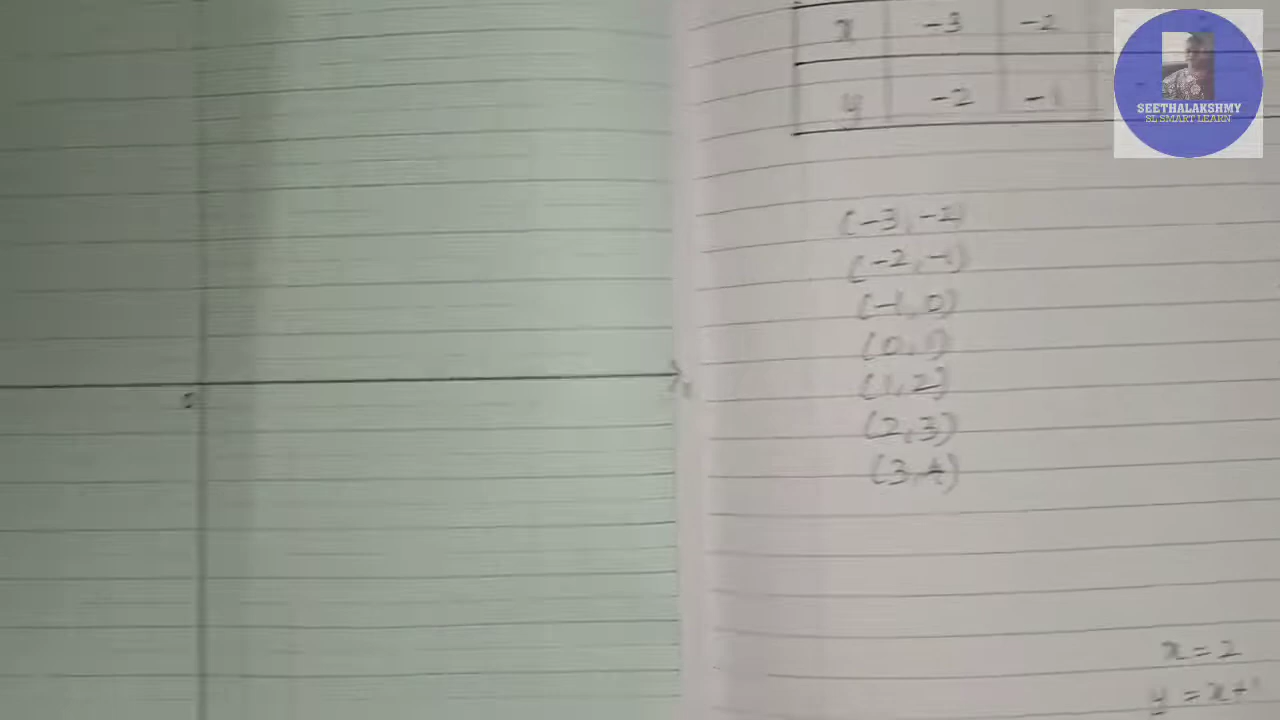 x -3 -2
y -2 -1
SEETHALAKSHMY
SL SMART LEARN
(-3, -2)
(-2, -1)
(-1, 0)
(0, 1)
(1, 2)
(2, 3)
(3, 4)
x = 2
y = x+1